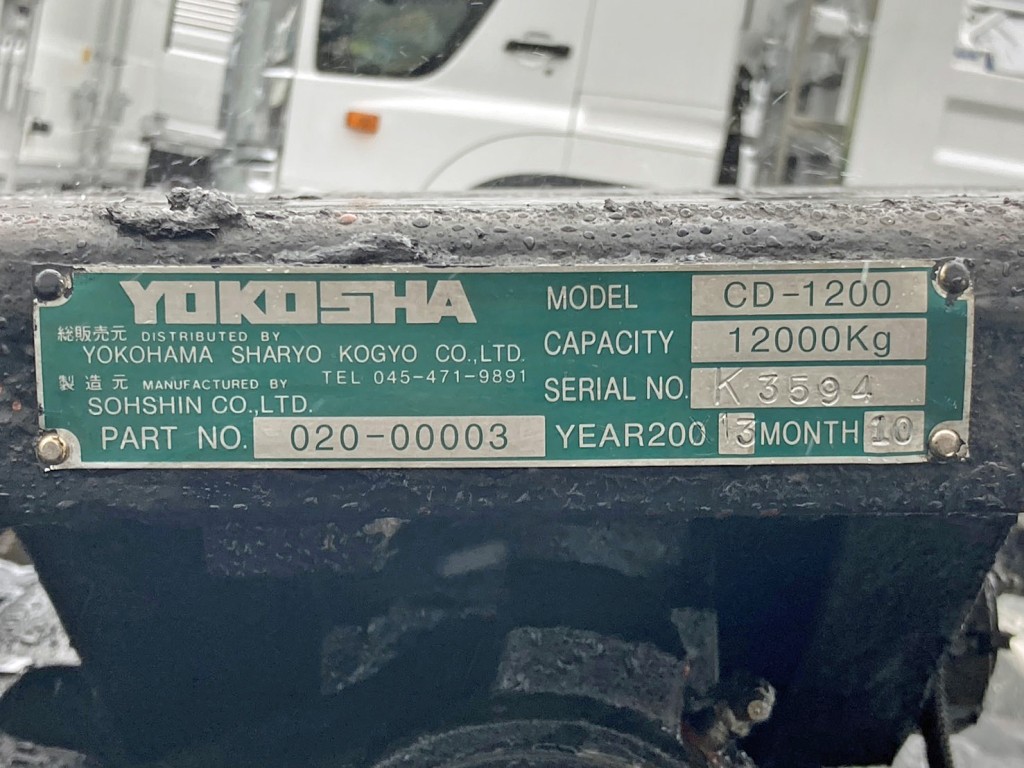 YOKOSHA
総販売元 DISTRIBUTED BY
YOKOHAMA SHARYO KOGYO CO.,LTD.
TEL 045-471-9891
製造元 MANUFACTURED BY
SOHSHIN CO.,LTD.
PART NO. 020-00003
MODEL CD-1200
CAPACITY 12000Kg
SERIAL NO. K3594
YEAR200 13 MONTH 10